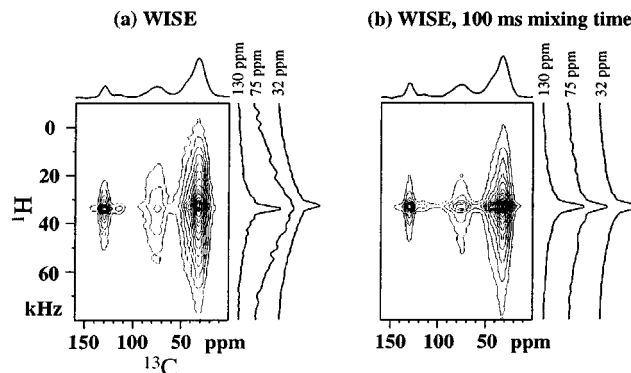 (a) WISE
(b) WISE, 100 ms mixing time
130 ppm
75 ppm
32 ppm
130 ppm
75 ppm
32 ppm
0
20
¹H
40
60
kHz
150 100 50 ppm
¹³C
150 100 50 ppm